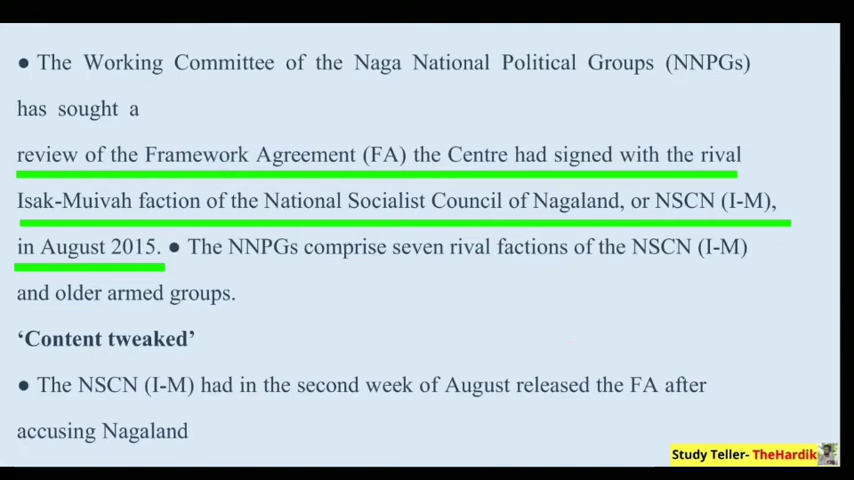 ● The Working Committee of the Naga National Political Groups (NNPGs)
has sought a
review of the Framework Agreement (FA) the Centre had signed with the rival
Isak-Muivah faction of the National Socialist Council of Nagaland, or NSCN (I-M),
in August 2015. ● The NNPGs comprise seven rival factions of the NSCN (I-M)
and older armed groups.
‘Content tweaked’
● The NSCN (I-M) had in the second week of August released the FA after
accusing Nagaland
Study Teller- TheHardik